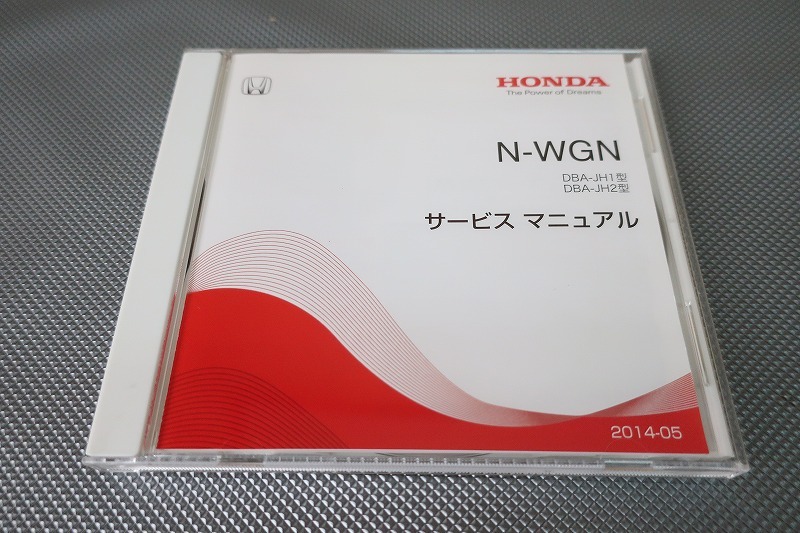 HONDA
The Power of Dreams
N-WGN
DBA-JH1型
DBA-JH2型
サービス マニュアル
2014-05